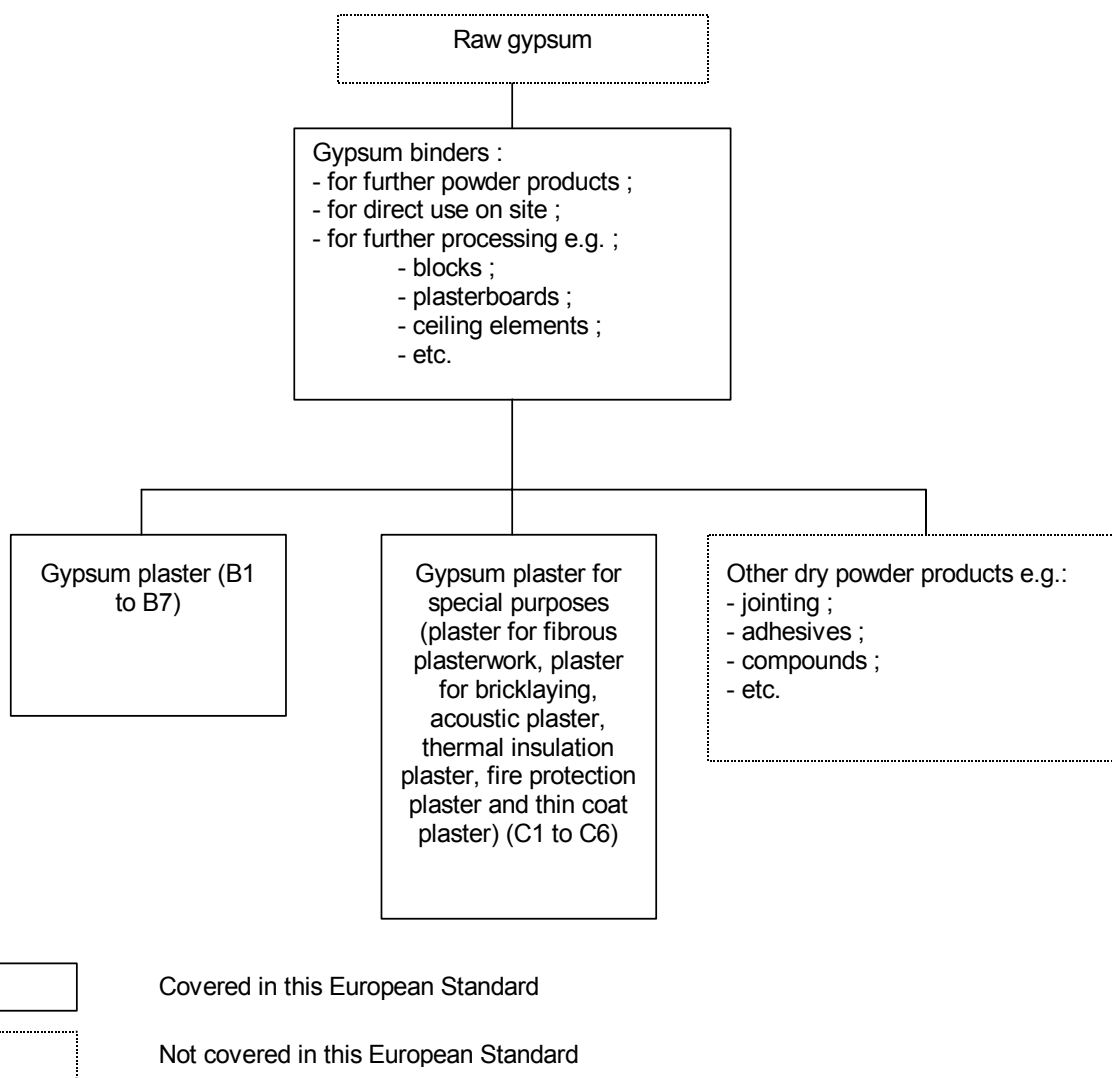 Raw gypsum
Gypsum binders :
- for further powder products ;
- for direct use on site ;
- for further processing e.g. ;
- blocks ;
- plasterboards ;
- ceiling elements ;
- etc.
Gypsum plaster (B1
to B7)
Gypsum plaster for
special purposes
(plaster for fibrous
plasterwork, plaster
for bricklaying,
acoustic plaster,
thermal insulation
plaster, fire protection
plaster and thin coat
plaster) (C1 to C6)
Other dry powder products e.g.:
- jointing ;
- adhesives ;
- compounds ;
- etc.
Covered in this European Standard
Not covered in this European Standard